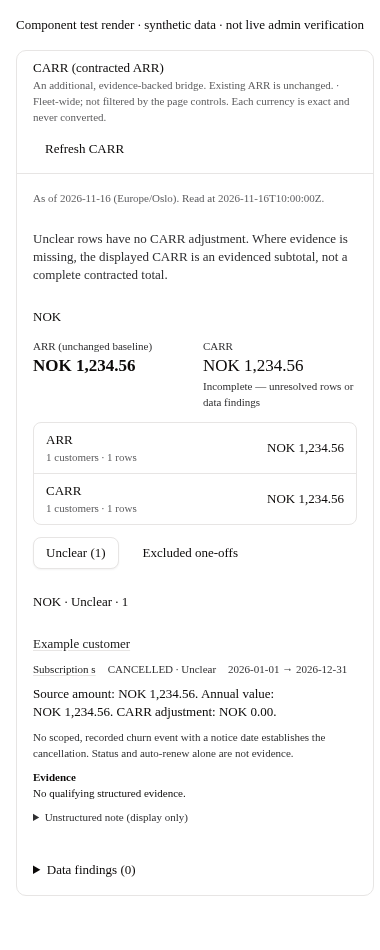 Component test render · synthetic data · not live admin verification
CARR (contracted ARR)
An additional, evidence-backed bridge. Existing ARR is unchanged. ·
Fleet-wide; not filtered by the page controls. Each currency is exact and
never converted.
Refresh CARR
As of 2026-11-16 (Europe/Oslo). Read at 2026-11-16T10:00:00Z.
Unclear rows have no CARR adjustment. Where evidence is
missing, the displayed CARR is an evidenced subtotal, not a
complete contracted total.
NOK
ARR (unchanged baseline)
NOK 1,234.56
CARR
NOK 1,234.56
Incomplete — unresolved rows or
data findings
ARR
1 customers · 1 rows
NOK 1,234.56
CARR
1 customers · 1 rows
NOK 1,234.56
Unclear (1)
Excluded one-offs
NOK · Unclear · 1
Example customer
Subscription s CANCELLED · Unclear 2026-01-01 → 2026-12-31
Source amount: NOK 1,234.56. Annual value:
NOK 1,234.56. CARR adjustment: NOK 0.00.
No scoped, recorded churn event with a notice date establishes the
cancellation. Status and auto-renew alone are not evidence.
Evidence
No qualifying structured evidence.
Unstructured note (display only)
Data findings (0)